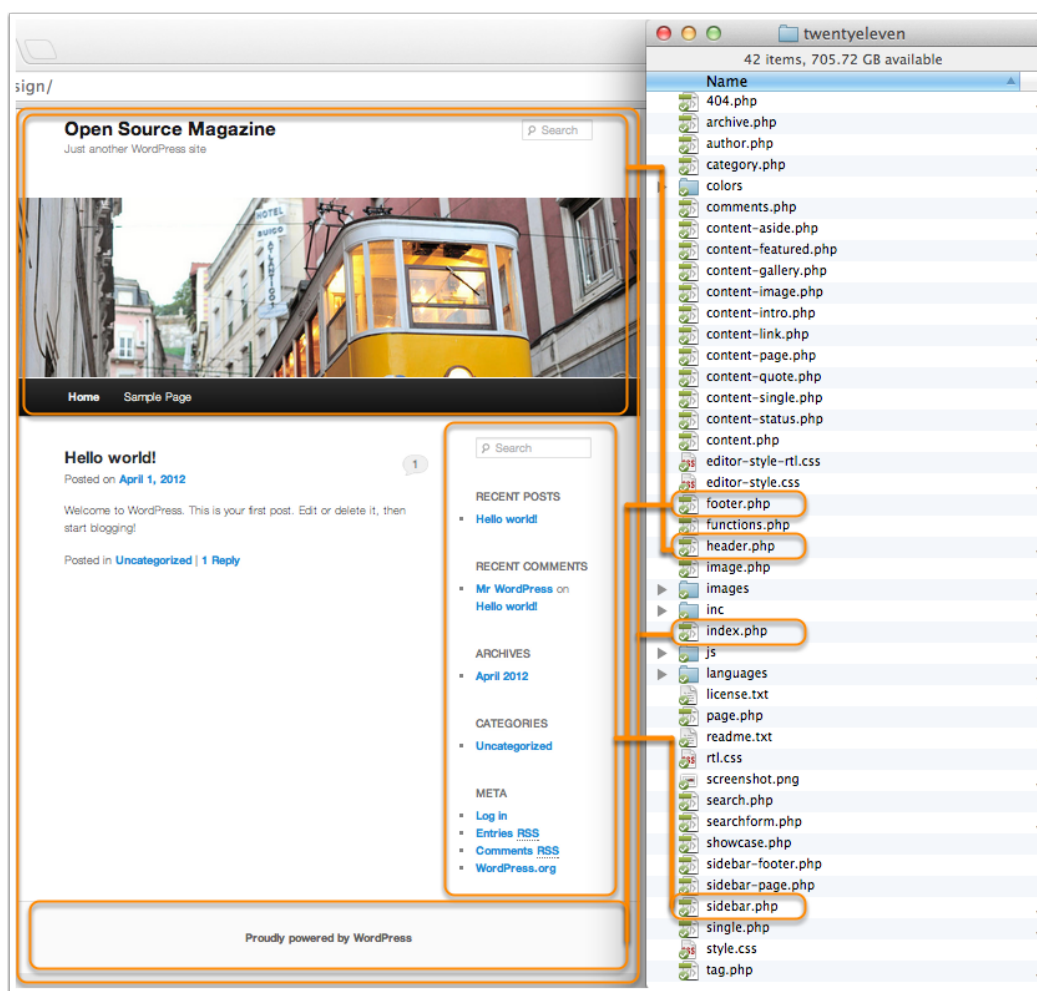 sign/
Open Source Magazine
Search
Just another WordPress site
HOTEL
SUICO
ATLANTICO
Home Sample Page
Hello world!
1
Posted on April 1, 2012
Welcome to WordPress. This is your first post. Edit or delete it, then
start blogging!
Posted in Uncategorized | 1 Reply
Search
RECENT POSTS
Hello world!
RECENT COMMENTS
Mr WordPress on
Hello world!
ARCHIVES
April 2012
CATEGORIES
Uncategorized
META
Log in
Entries RSS
Comments RSS
WordPress.org
Proudly powered by WordPress
twentyeleven
42 items, 705.72 GB available
Name
404.php
archive.php
author.php
category.php
colors
comments.php
content-aside.php
content-featured.php
content-gallery.php
content-image.php
content-intro.php
content-link.php
content-page.php
content-quote.php
content-single.php
content-status.php
content.php
editor-style-rtl.css
editor-style.css
footer.php
functions.php
header.php
image.php
images
inc
index.php
js
languages
license.txt
page.php
readme.txt
rtl.css
screenshot.png
search.php
searchform.php
showcase.php
sidebar-footer.php
sidebar-page.php
sidebar.php
single.php
style.css
tag.php